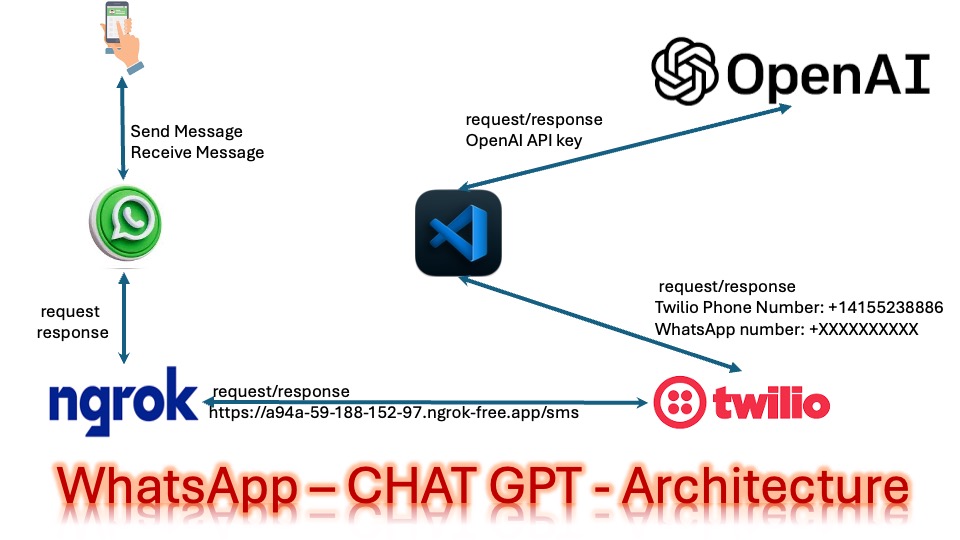 OpenAI
request/response
OpenAI API key
Send Message
Receive Message
request
response
request/response
Twilio Phone Number: +14155238886
WhatsApp number: +XXXXXXXXXX
ngrok
request/response
https://a94a-59-188-152-97.ngrok-free.app/sms
twilio
WhatsApp – CHAT GPT - Architecture